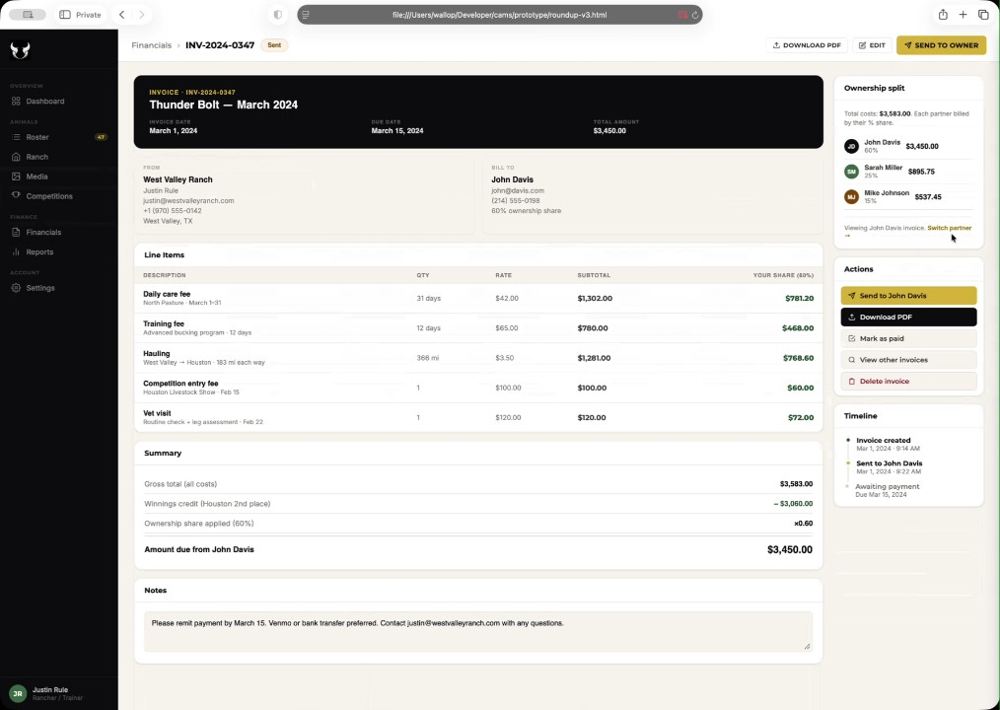 Private
file:///Users/wallop/Developer/cams/prototype/roundup-v3.html
Financials › INV-2024-0347 Sent
DOWNLOAD PDF
EDIT
SEND TO OWNER
OVERVIEW
Dashboard
ANIMALS
Roster 47
Ranch
Media
Competitions
FINANCE
Financials
Reports
ACCOUNT
Settings
JR
Justin Rule
Rancher / Trainer
INVOICE · INV-2024-0347
Thunder Bolt — March 2024
INVOICE DATE
March 1, 2024
DUE DATE
March 15, 2024
TOTAL AMOUNT
$3,450.00
FROM
West Valley Ranch
Justin Rule
justin@westvalleyranch.com
+1 (970) 555-0142
West Valley, TX
BILL TO
John Davis
john@davis.com
(214) 555-0198
60% ownership share
Line Items
DESCRIPTION QTY RATE SUBTOTAL YOUR SHARE (60%)
Daily care fee
North Pasture · March 1–31
31 days $42.00 $1,302.00 $781.20
Training fee
Advanced bucking program · 12 days
12 days $65.00 $780.00 $468.00
Hauling
West Valley → Houston · 183 mi each way
366 mi $3.50 $1,281.00 $768.60
Competition entry fee
Houston Livestock Show · Feb 15
1 $100.00 $100.00 $60.00
Vet visit
Routine check + leg assessment · Feb 22
1 $120.00 $120.00 $72.00
Summary
Gross total (all costs) $3,583.00
Winnings credit (Houston 2nd place) – $3,060.00
Ownership share applied (60%) ×0.60
Amount due from John Davis $3,450.00
Notes
Please remit payment by March 15. Venmo or bank transfer preferred. Contact justin@westvalleyranch.com with any questions.
Ownership split
Total costs: $3,583.00. Each partner billed
by their % share.
JD John Davis $3,450.00
60%
SM Sarah Miller $895.75
25%
MJ Mike Johnson $537.45
15%
Viewing John Davis invoice. Switch partner
→
Actions
Send to John Davis
Download PDF
Mark as paid
View other invoices
Delete invoice
Timeline
Invoice created
Mar 1, 2024 · 9:14 AM
Sent to John Davis
Mar 1, 2024 · 9:22 AM
Awaiting payment
Due Mar 15, 2024